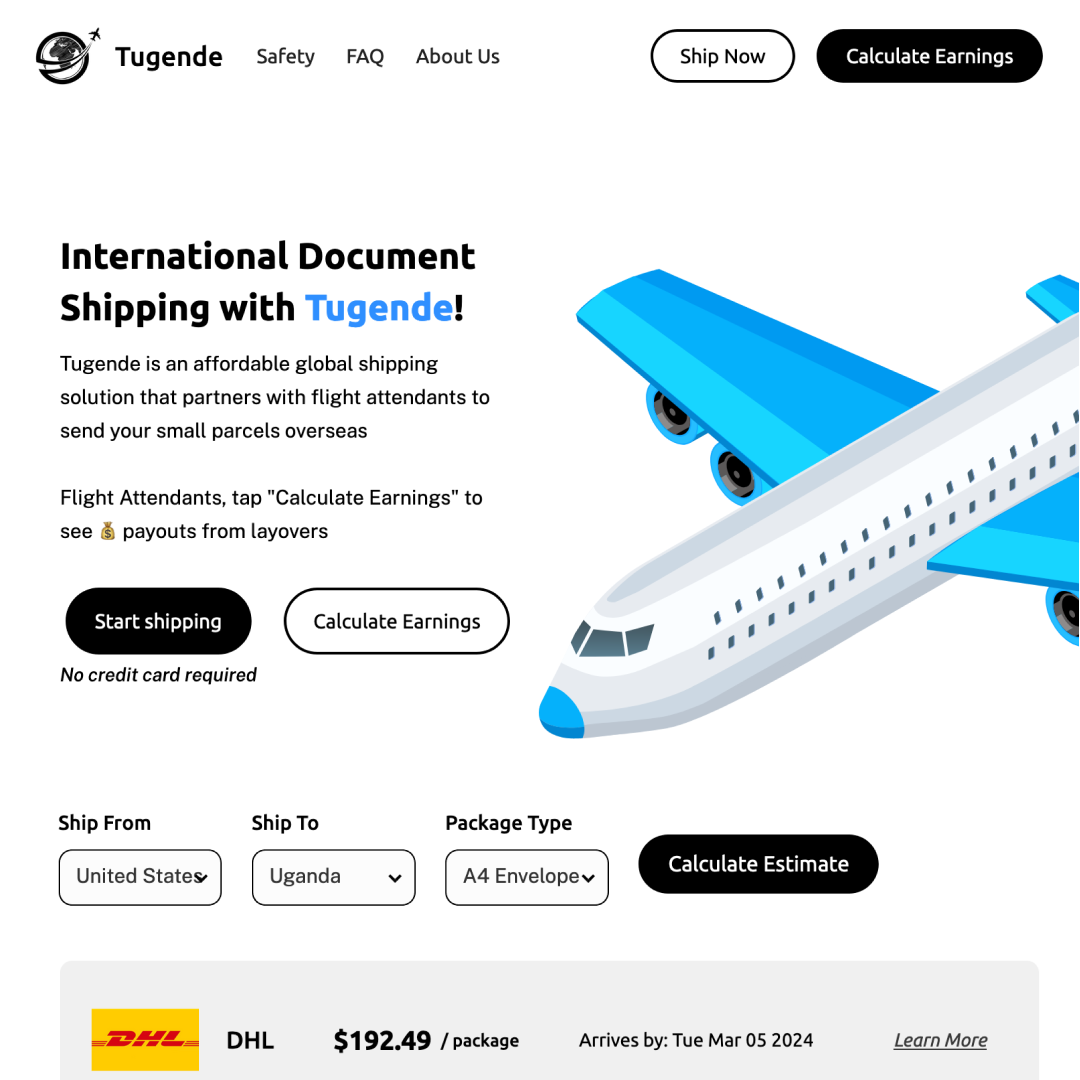 Tugende Safety FAQ About Us Ship Now Calculate Earnings
International Document
Shipping with Tugende!
Tugende is an affordable global shipping
solution that partners with flight attendants to
send your small parcels overseas
Flight Attendants, tap "Calculate Earnings" to
see 💰 payouts from layovers
Start shipping Calculate Earnings
No credit card required
Ship From Ship To Package Type
United States Uganda A4 Envelope Calculate Estimate
DHL DHL $192.49 / package Arrives by: Tue Mar 05 2024 Learn More